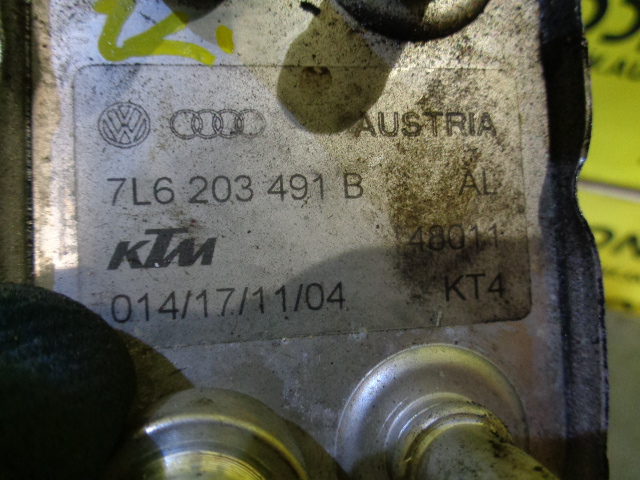 AUSTRIA
7L6 203 491 B AL
KTM 48011
014/17/11/04 KT4